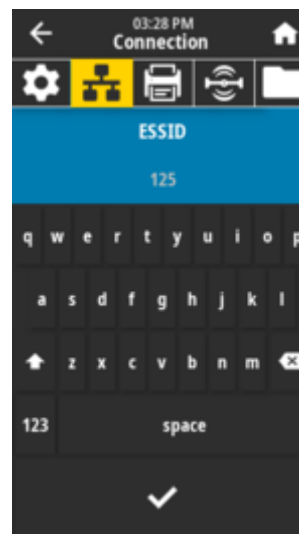 03:28 PM
Connection
ESSID
125
q w e r t y u i o p
a s d f g h j k l
z x c v b n m
123 space